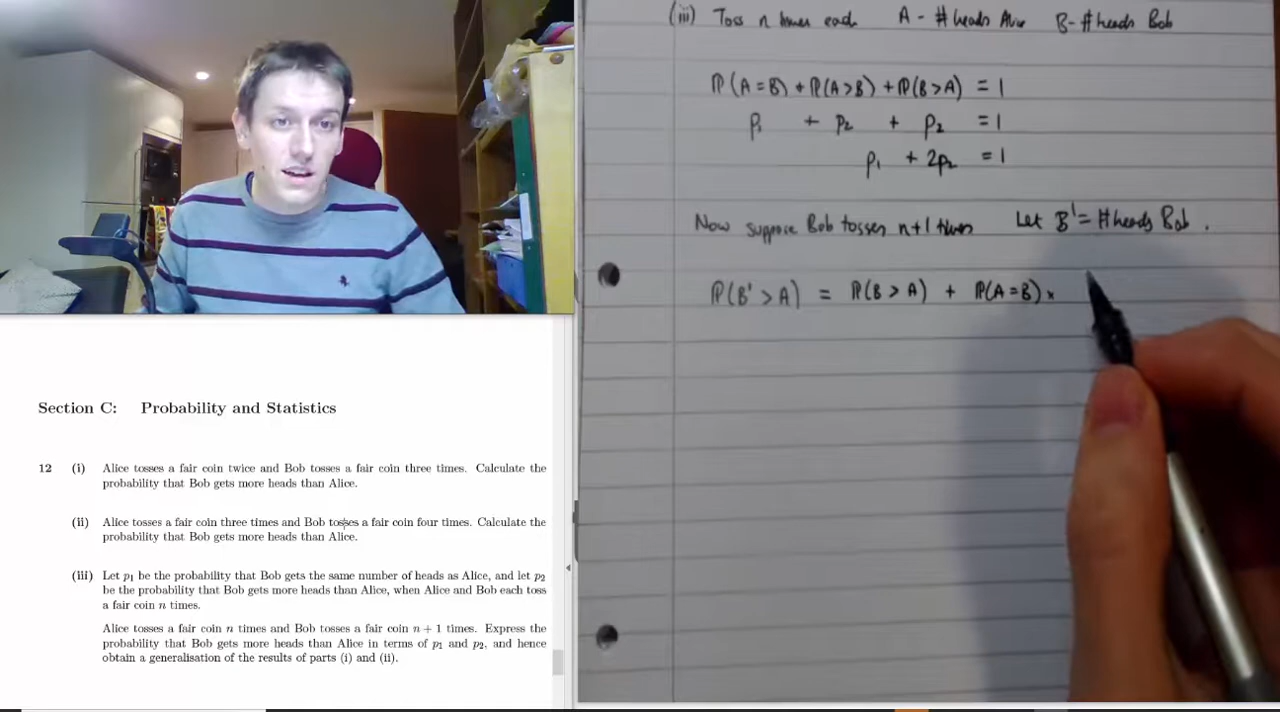 Section C: Probability and Statistics
12 (i) Alice tosses a fair coin twice and Bob tosses a fair coin three times. Calculate the
probability that Bob gets more heads than Alice.
(ii) Alice tosses a fair coin three times and Bob tosses a fair coin four times. Calculate the
probability that Bob gets more heads than Alice.
(iii) Let p₁ be the probability that Bob gets the same number of heads as Alice, and let p₂
be the probability that Bob gets more heads than Alice, when Alice and Bob each toss
a fair coin n times.
Alice tosses a fair coin n times and Bob tosses a fair coin n + 1 times. Express the
probability that Bob gets more heads than Alice in terms of p₁ and p₂, and hence
obtain a generalisation of the results of parts (i) and (ii).
(iii) Toss n times each A - # heads Alice B - # heads Bob
ℙ(A = B) + ℙ(A > B) + ℙ(B > A) = 1
p₁ + p₂ + p₂ = 1
p₁ + 2p₂ = 1
Now suppose Bob tosses n+1 times Let B' = # heads Bob.
ℙ(B' > A) = ℙ(B > A) + ℙ(A = B) ×